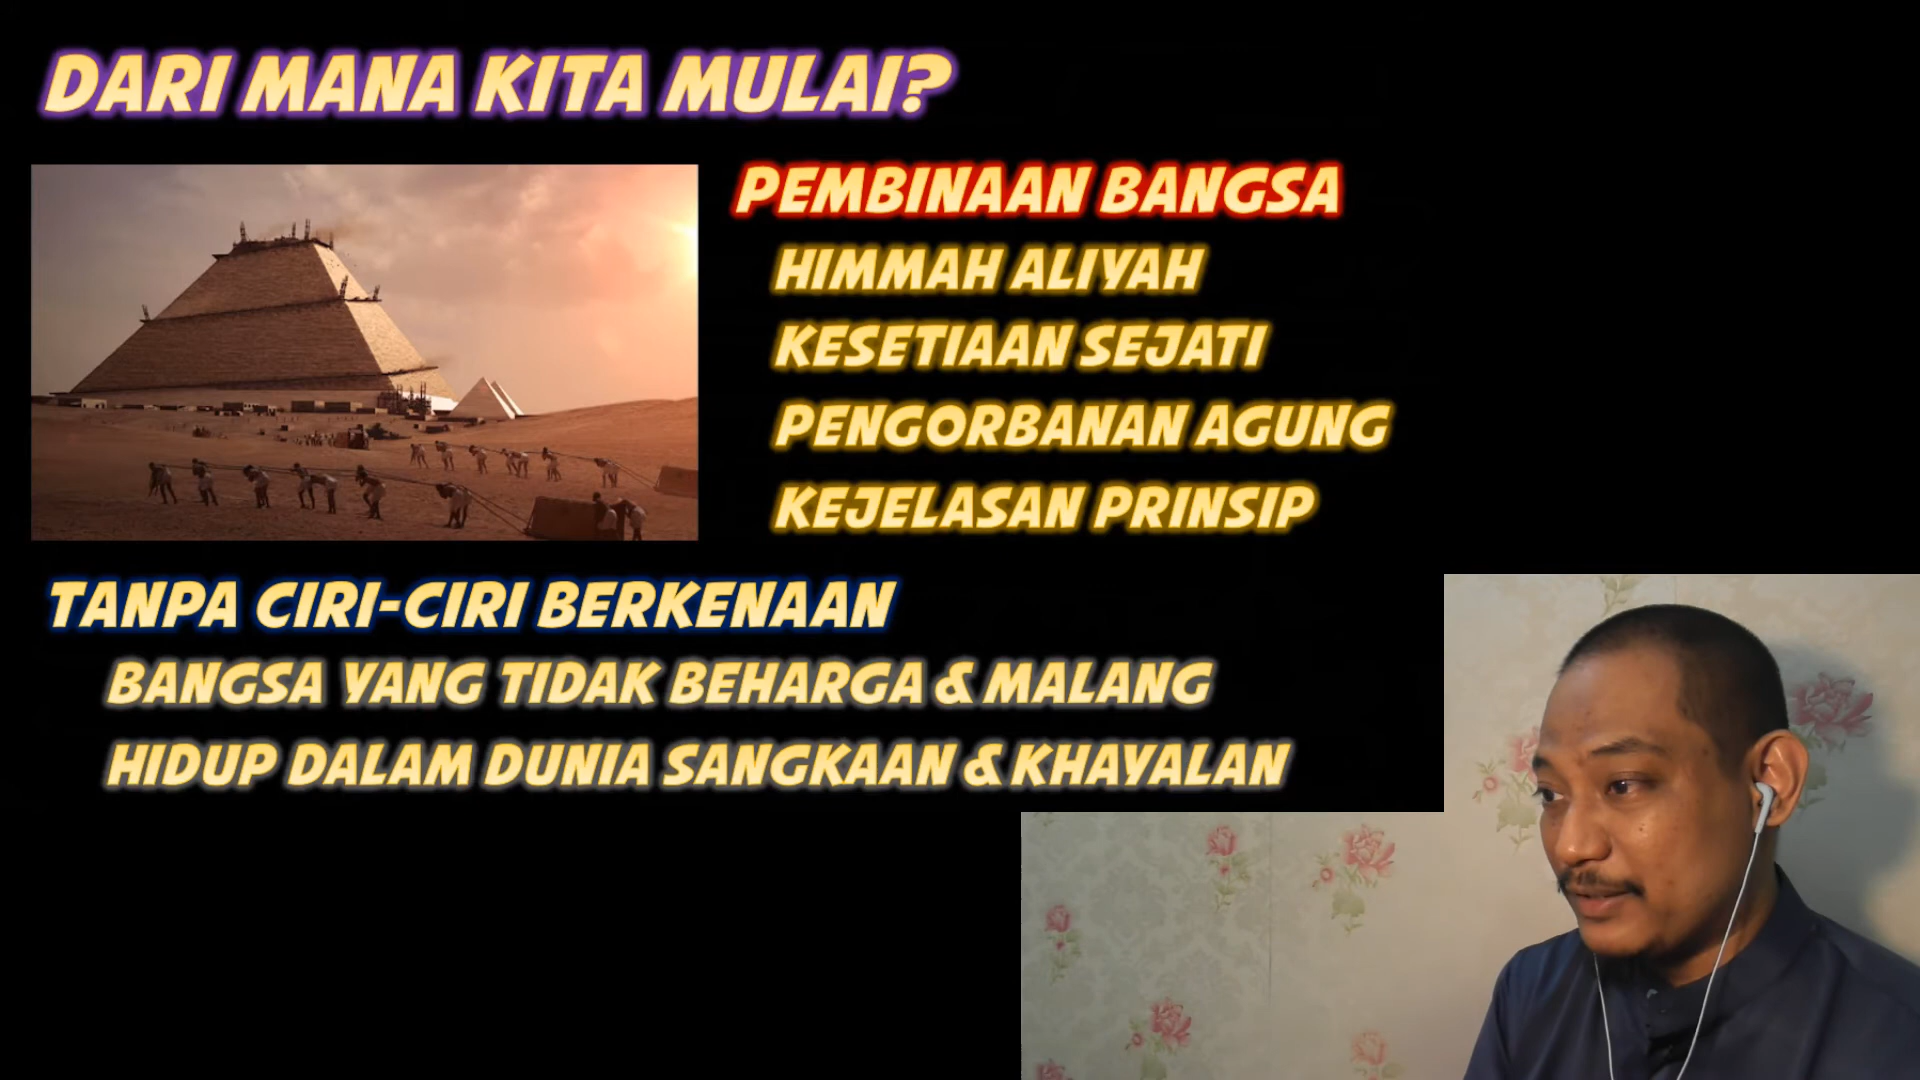 DARI MANA KITA MULAI?
PEMBINAAN BANGSA
HIMMAH ALIYAH
KESETIAAN SEJATI
PENGORBANAN AGUNG
KEJELASAN PRINSIP
TANPA CIRI-CIRI BERKENAAN
BANGSA YANG TIDAK BEHARGA & MALANG
HIDUP DALAM DUNIA SANGKAAN & KHAYALAN